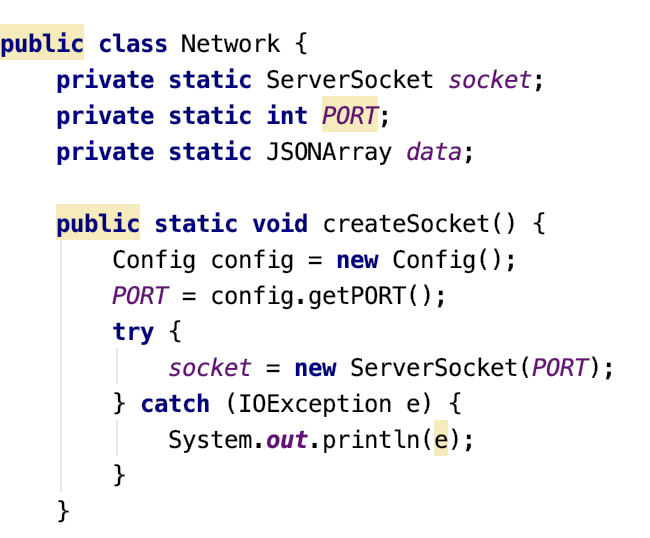 public class Network {
    private static ServerSocket socket;
    private static int PORT;
    private static JSONArray data;

    public static void createSocket() {
        Config config = new Config();
        PORT = config.getPORT();
        try {
            socket = new ServerSocket(PORT);
        } catch (IOException e) {
            System.out.println(e);
        }
    }